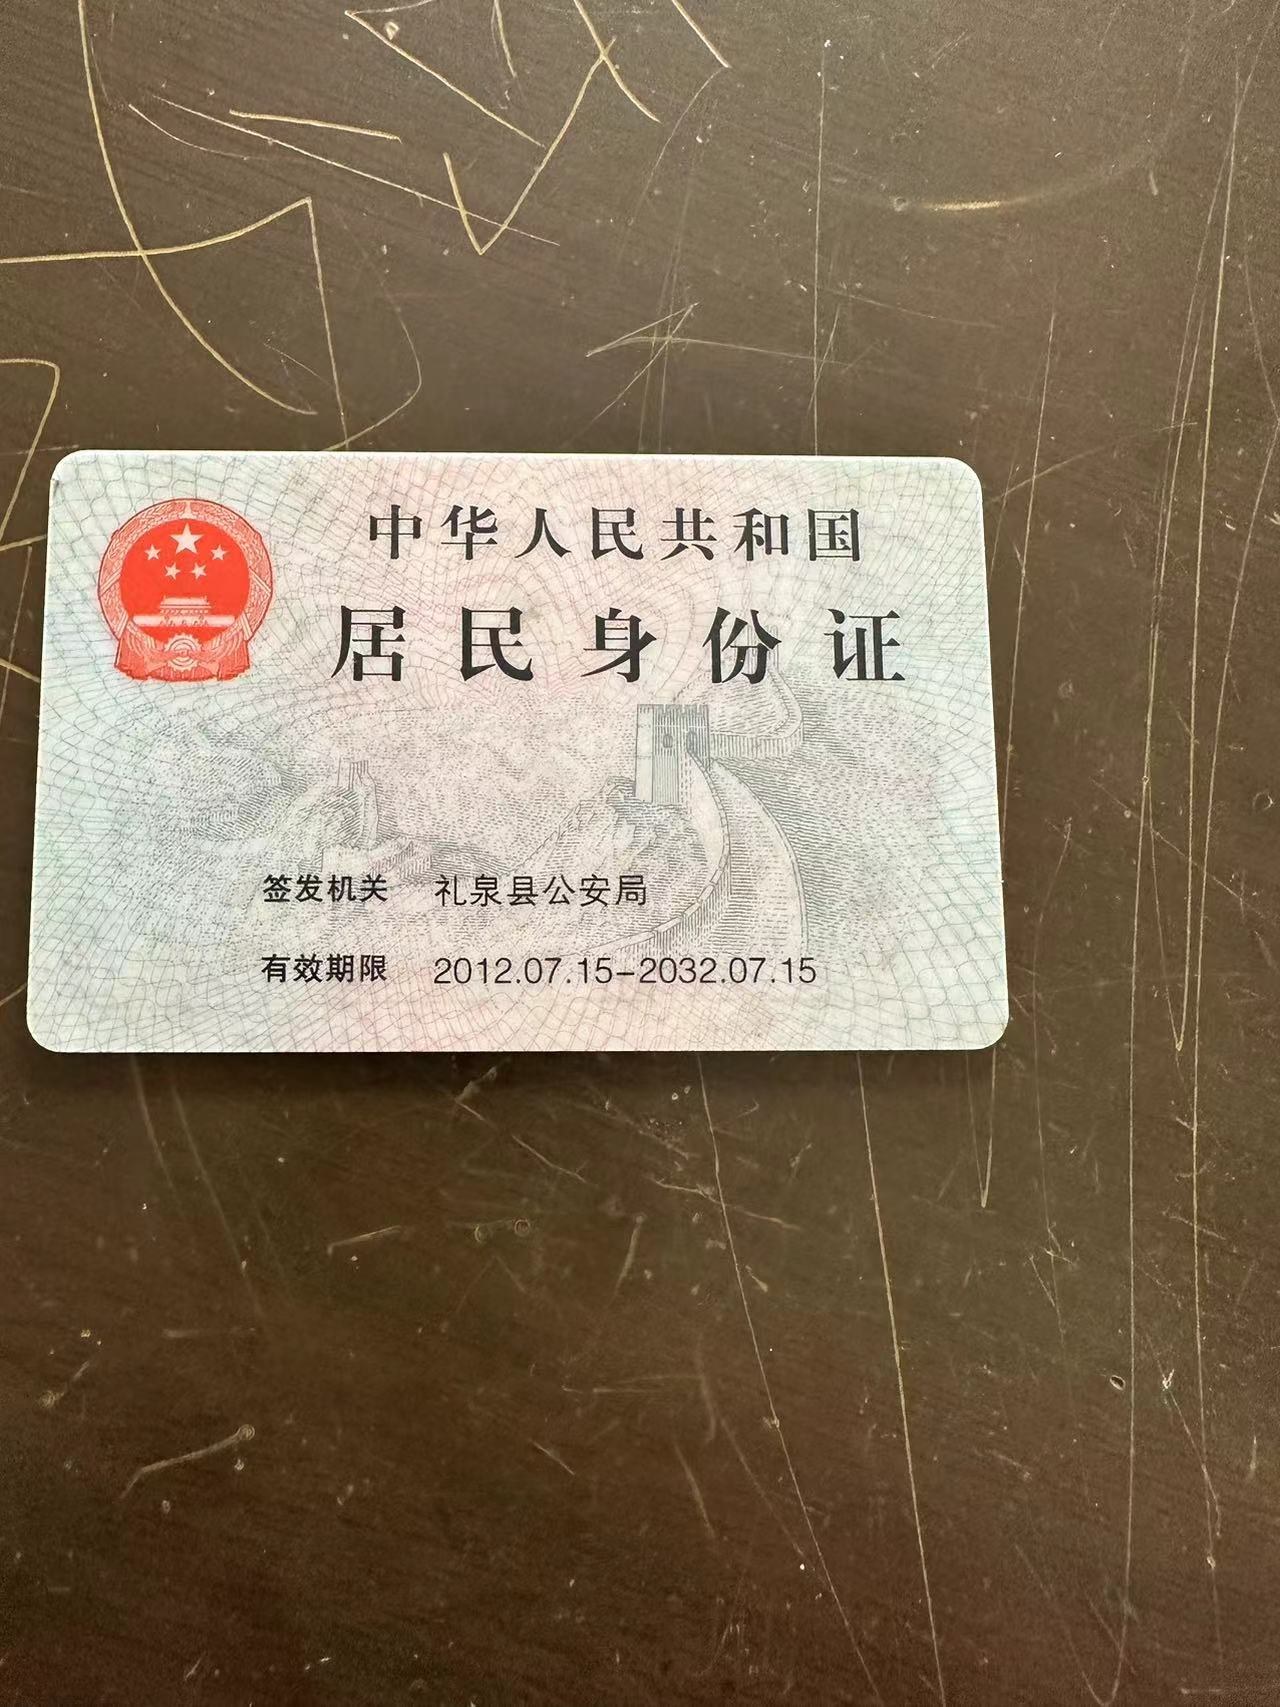 中华人民共和国
居民身份证
签发机关 礼泉县公安局
有效期限 2012.07.15-2032.07.15